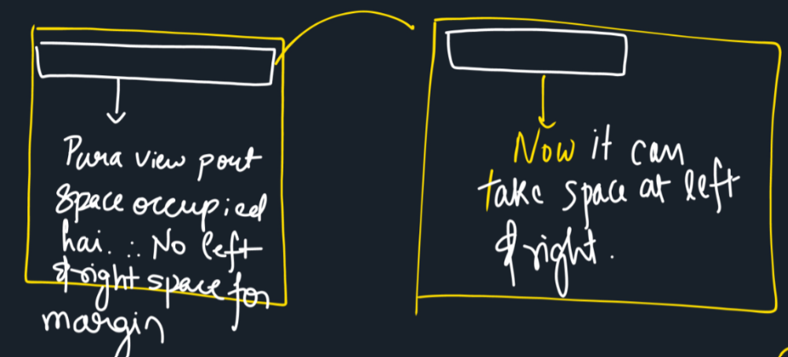 Pura view port
space occupied
hai. ∴ No left
& right space for
margin
Now it can
take space at left
& right.